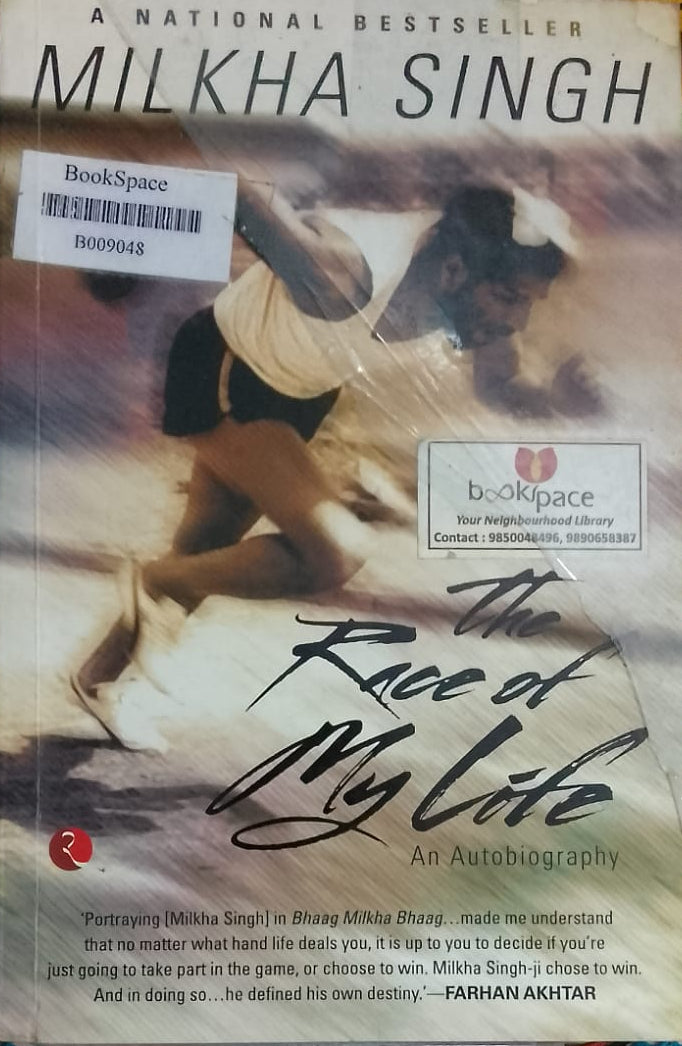 A NATIONAL BESTSELLER
MILKHA SINGH
BookSpace
B009048
bookspace
Your Neighbourhood Library
Contact : 9850048496, 9890658387
The
Race of
My Life
An Autobiography
‘Portraying [Milkha Singh] in Bhaag Milkha Bhaag...made me understand
that no matter what hand life deals you, it is up to you to decide if you’re
just going to take part in the game, or choose to win. Milkha Singh-ji chose to win.
And in doing so...he defined his own destiny.’—FARHAN AKHTAR